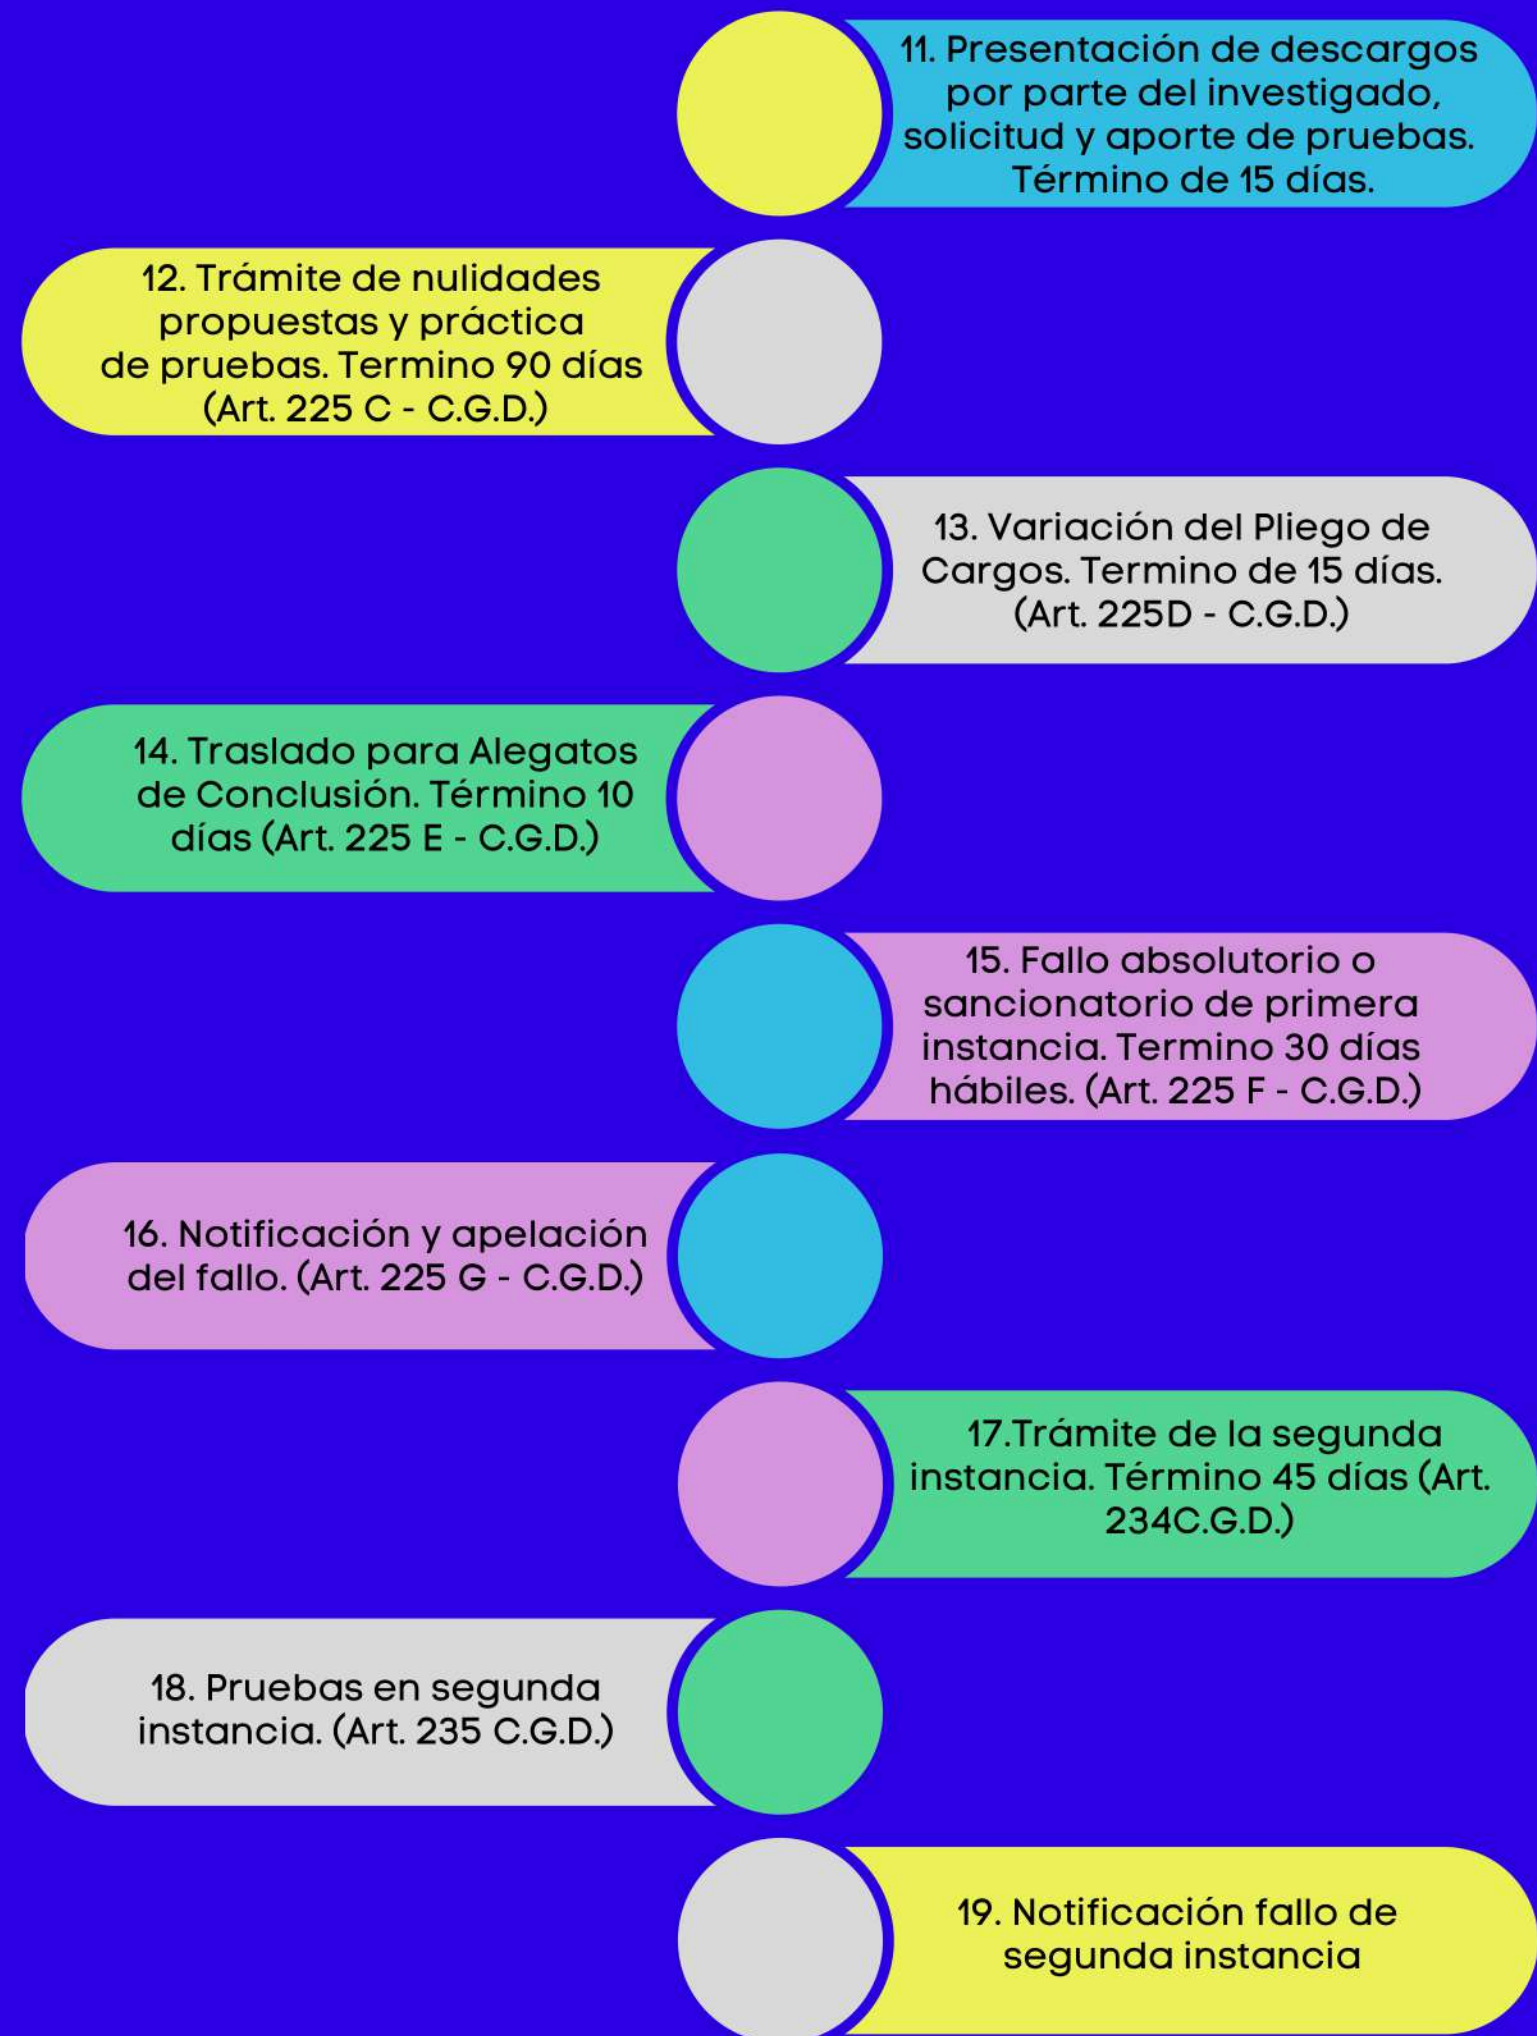 11. Presentación de descargos
por parte del investigado,
solicitud y aporte de pruebas.
Término de 15 días.
12. Trámite de nulidades
propuestas y práctica
de pruebas. Termino 90 días
(Art. 225 C - C.G.D.)
13. Variación del Pliego de
Cargos. Termino de 15 días.
(Art. 225D - C.G.D.)
14. Traslado para Alegatos
de Conclusión. Término 10
días (Art. 225 E - C.G.D.)
15. Fallo absolutorio o
sancionatorio de primera
instancia. Termino 30 días
hábiles. (Art. 225 F - C.G.D.)
16. Notificación y apelación
del fallo. (Art. 225 G - C.G.D.)
17.Trámite de la segunda
instancia. Término 45 días (Art.
234C.G.D.)
18. Pruebas en segunda
instancia. (Art. 235 C.G.D.)
19. Notificación fallo de
segunda instancia